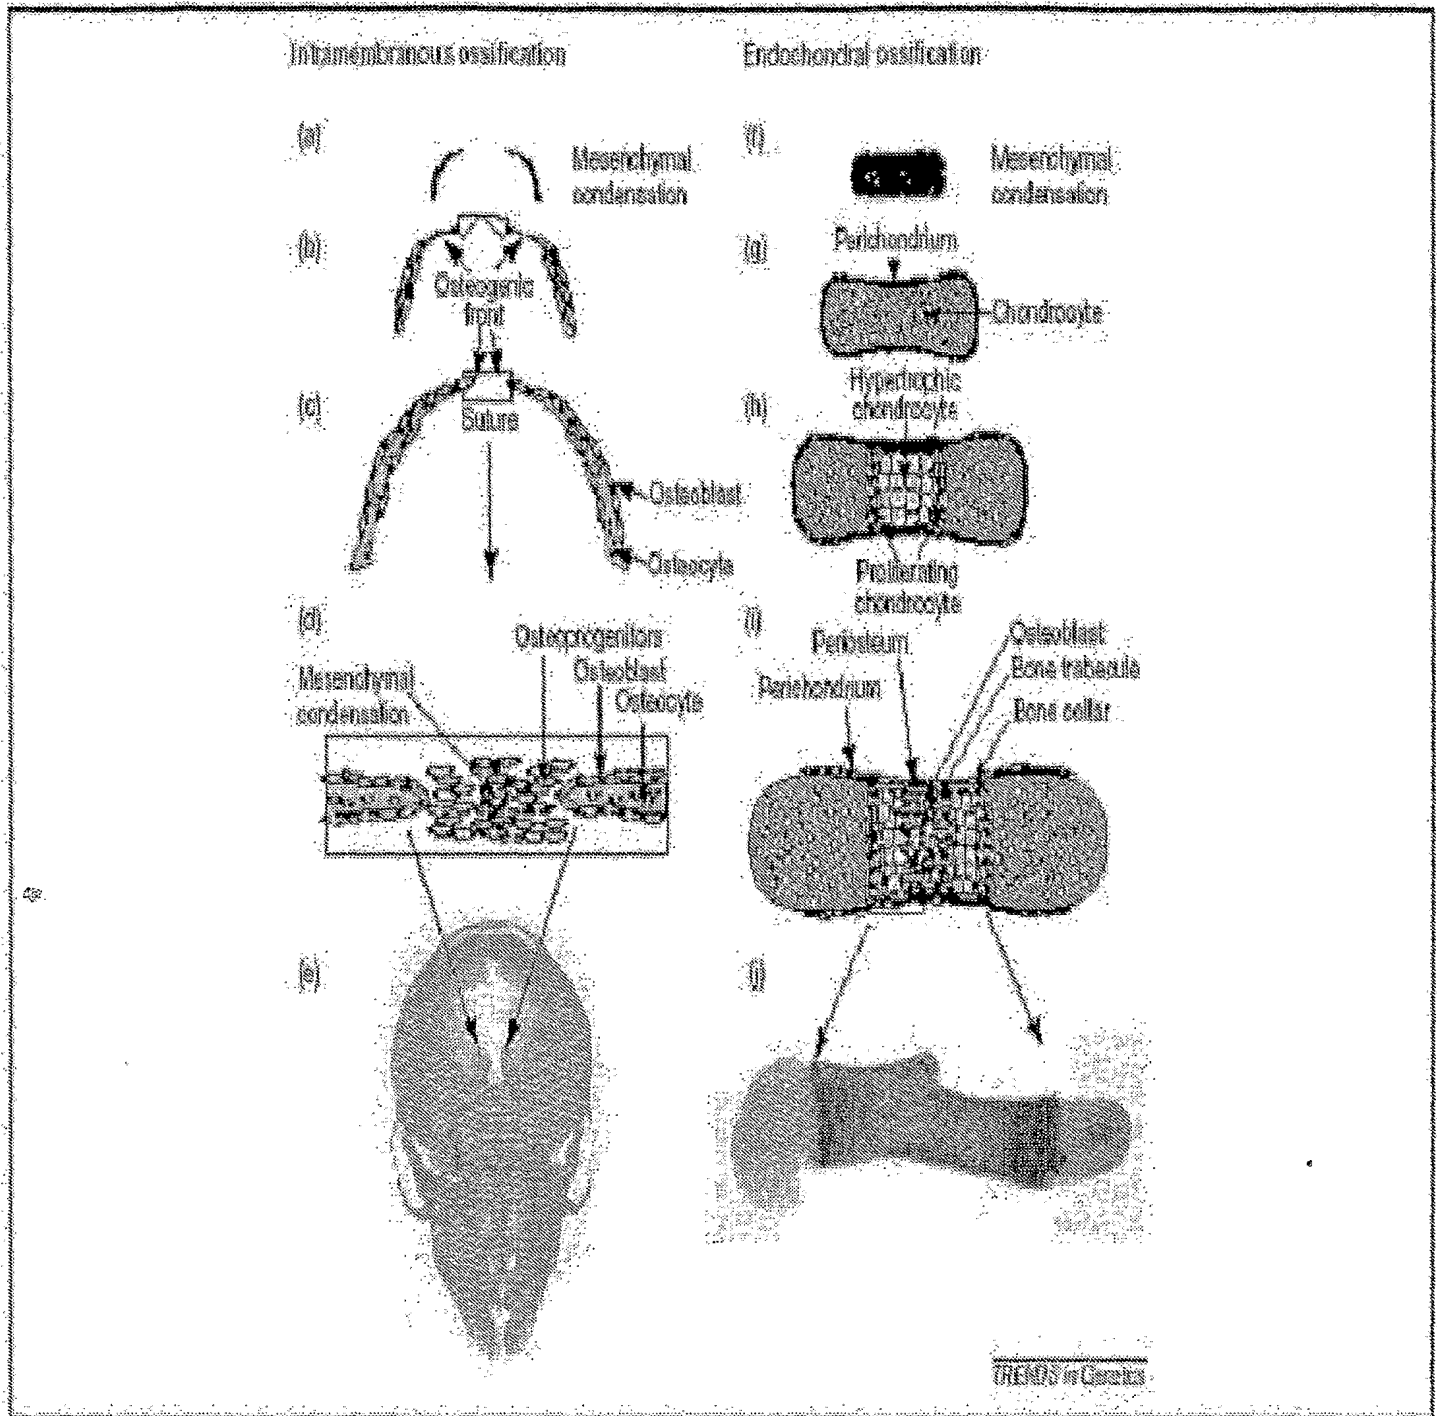 Intramembranous ossification
Endochondral ossification
(a)
Mesenchymal
condensation
(b)
Osteogenic
front
(c)
Suture
Osteoblast
Osteocyte
(d)
Osteoprogenitors
Osteoblast
Osteocyte
Mesenchymal
condensation
(e)
(f)
Mesenchymal
condensation
(g)
Perichondrium
Chondrocyte
Hypertrophic
chondrocyte
(h)
Proliferating
chondrocyte
(i)
Periosteum
Perichondrium
Osteoblast
Bone trabecule
Bone collar
(j)
TRENDS in Genetics